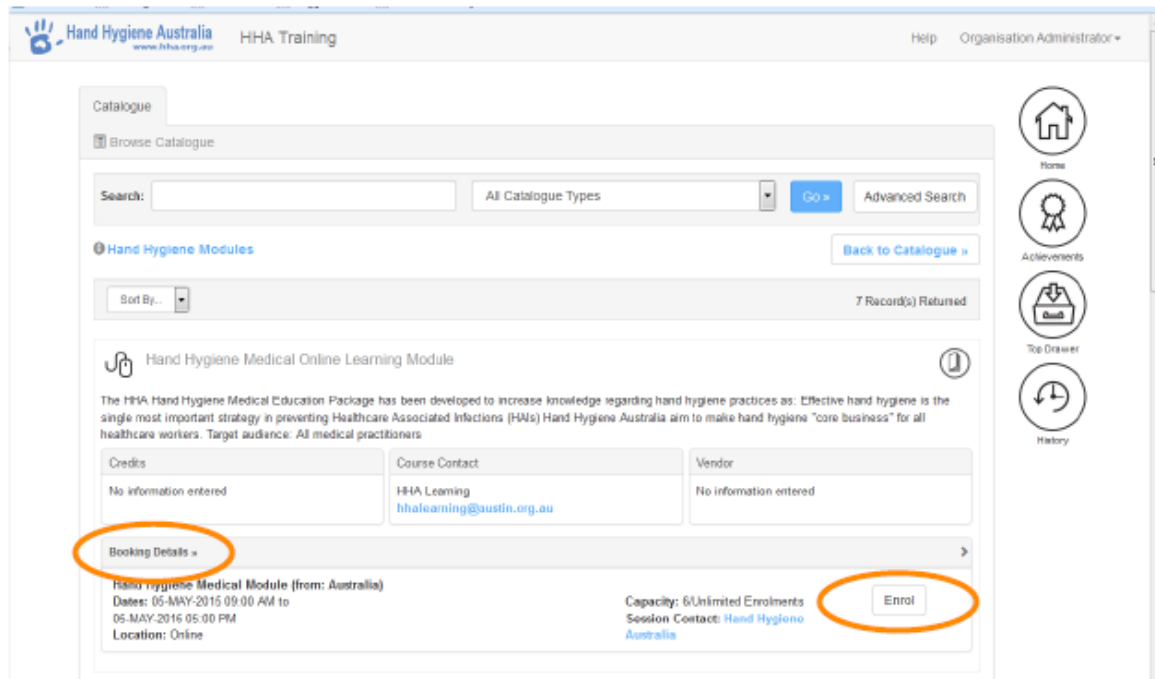 Hand Hygiene Australia
www.hha.org.au
HHA Training
Help
Organisation Administrator
Catalogue
Browse Catalogue
Search:
All Catalogue Types
Go »
Advanced Search
Hand Hygiene Modules
Back to Catalogue »
Sort By...
7 Record(s) Returned
Hand Hygiene Medical Online Learning Module
The HHA Hand Hygiene Medical Education Package has been developed to increase knowledge regarding hand hygiene practices as: Effective hand hygiene is the
single most important strategy in preventing Healthcare Associated Infections (HAIs) Hand Hygiene Australia aim to make hand hygiene "core business" for all
healthcare workers. Target audience: All medical practitioners
Credits
No information entered
Course Contact
HHA Learning
hhalearning@austin.org.au
Vendor
No information entered
Booking Details »
Hand Hygiene Medical Module (from: Australia)
Dates: 05-MAY-2015 09:00 AM to
05-MAY-2016 05:00 PM
Location: Online
Capacity: 6/Unlimited Enrolments
Session Contact: Hand Hygiene
Australia
Enrol
Home
Achievements
Top Drawer
History